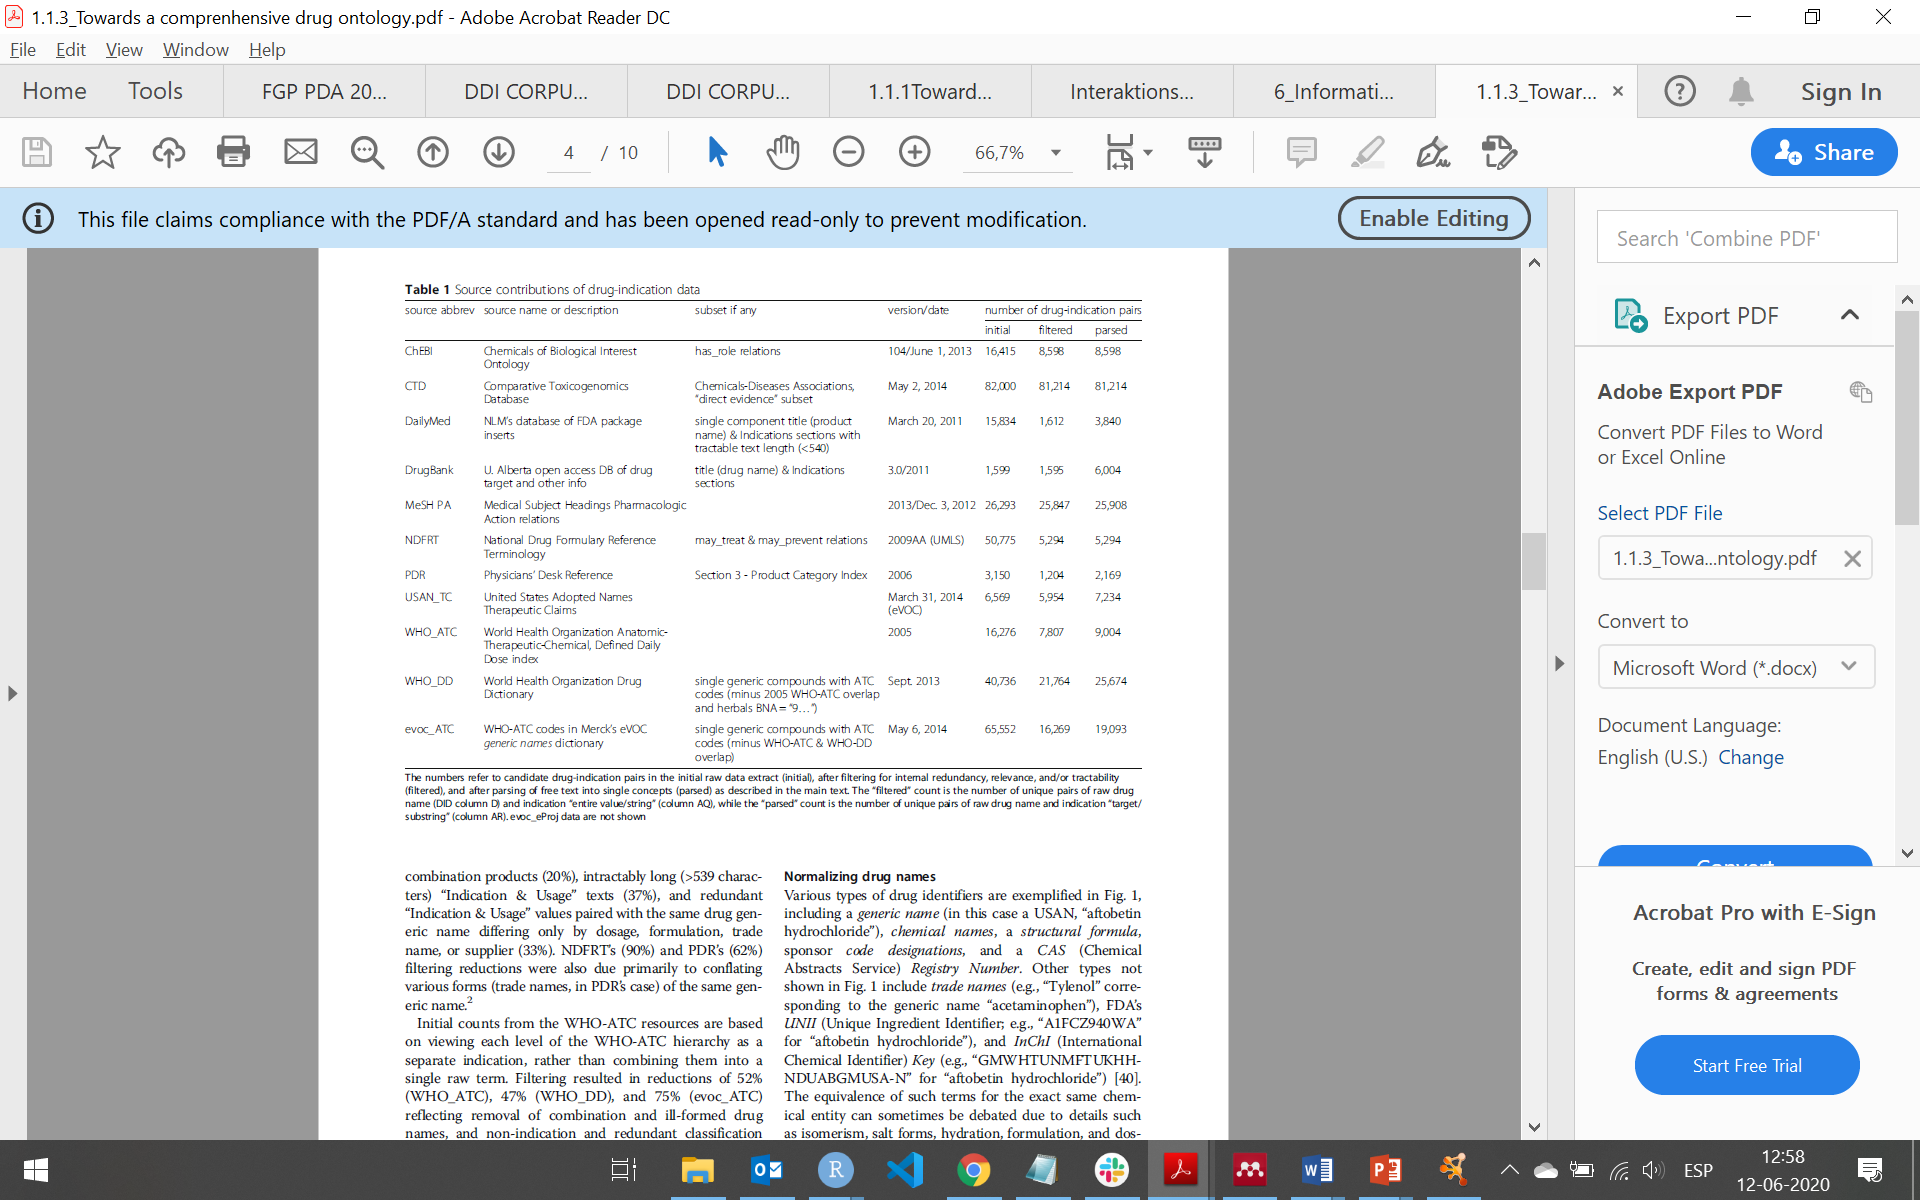 1.1.3_Towards a comprenhensive drug ontology.pdf - Adobe Acrobat Reader DC
File Edit View Window Help
Home Tools FGP PDA 20... DDI CORPU... DDI CORPU... 1.1.1Toward... Interaktions... 6_Informati... 1.1.3_Towar... × Sign In
4 / 10 66,7% Share
This file claims compliance with the PDF/A standard and has been opened read-only to prevent modification. Enable Editing
Table 1 Source contributions of drug-indication data
source abbrev source name or description subset if any version/date number of drug-indication pairs
initial filtered parsed
ChEBI Chemicals of Biological Interest has_role relations 104/June 1, 2013 16,415 8,598 8,598
Ontology
CTD Comparative Toxicogenomics Chemicals-Diseases Associations, May 2, 2014 82,000 81,214 81,214
Database "direct evidence" subset
DailyMed NLM's database of FDA package single component title (product March 20, 2011 15,834 1,612 3,840
inserts name) & Indications sections with
tractable text length (<540)
DrugBank U. Alberta open access DB of drug title (drug name) & Indications 3.0/2011 1,599 1,595 6,004
target and other info sections
MeSH PA Medical Subject Headings Pharmacologic 2013/Dec. 3, 2012 26,293 25,847 25,908
Action relations
NDFRT National Drug Formulary Reference may_treat & may_prevent relations 2009AA (UMLS) 50,775 5,294 5,294
Terminology
PDR Physicians' Desk Reference Section 3 - Product Category Index 2006 3,150 1,204 2,169
USAN_TC United States Adopted Names March 31, 2014 6,569 5,954 7,234
Therapeutic Claims (eVOC)
WHO_ATC World Health Organization Anatomic- 2005 16,276 7,807 9,004
Therapeutic-Chemical, Defined Daily
Dose index
WHO_DD World Health Organization Drug single generic compounds with ATC Sept. 2013 40,736 21,764 25,674
Dictionary codes (minus 2005 WHO-ATC overlap
and herbals BNA = "9…")
evoc_ATC WHO-ATC codes in Merck's eVOC single generic compounds with ATC May 6, 2014 65,552 16,269 19,093
generic names dictionary codes (minus WHO-ATC & WHO-DD
overlap)
The numbers refer to candidate drug-indication pairs in the initial raw data extract (initial), after filtering for internal redundancy, relevance, and/or tractability
(filtered), and after parsing of free text into single concepts (parsed) as described in the main text. The "filtered" count is the number of unique pairs of raw drug
name (DID column D) and indication "entire value/string" (column AQ), while the "parsed" count is the number of unique pairs of raw drug name and indication "target/
substring" (column AR). evoc_eProj data are not shown
combination products (20%), intractably long (>539 charac-
ters) "Indication & Usage" texts (37%), and redundant
"Indication & Usage" values paired with the same drug gen-
eric name differing only by dosage, formulation, trade
name, or supplier (33%). NDFRT's (90%) and PDR's (62%)
filtering reductions were also due primarily to conflating
various forms (trade names, in PDR's case) of the same gen-
eric name.2
Initial counts from the WHO-ATC resources are based
on viewing each level of the WHO-ATC hierarchy as a
separate indication, rather than combining them into a
single raw term. Filtering resulted in reductions of 52%
(WHO_ATC), 47% (WHO_DD), and 75% (evoc_ATC)
reflecting removal of combination and ill-formed drug
names, and non-indication and redundant classification
Normalizing drug names
Various types of drug identifiers are exemplified in Fig. 1,
including a generic name (in this case a USAN, "aftobetin
hydrochloride"), chemical names, a structural formula,
sponsor code designations, and a CAS (Chemical
Abstracts Service) Registry Number. Other types not
shown in Fig. 1 include trade names (e.g., "Tylenol" corre-
sponding to the generic name "acetaminophen"), FDA's
UNII (Unique Ingredient Identifier; e.g., "A1FCZ940WA"
for "aftobetin hydrochloride"), and InChI (International
Chemical Identifier) Key (e.g., "GMWHTUNMFTUKHH-
NDUABGMUSA-N" for "aftobetin hydrochloride") [40].
The equivalence of such terms for the exact same chem-
ical entity can sometimes be debated due to details such
as isomerism, salt forms, hydration, formulation, and dos-
Search 'Combine PDF'
Export PDF
Adobe Export PDF
Convert PDF Files to Word
or Excel Online
Select PDF File
1.1.3_Towa...ntology.pdf
Convert to
Microsoft Word (*.docx)
Document Language:
English (U.S.) Change
Convert
Acrobat Pro with E-Sign
Create, edit and sign PDF
forms & agreements
Start Free Trial
ESP
12:58
12-06-2020